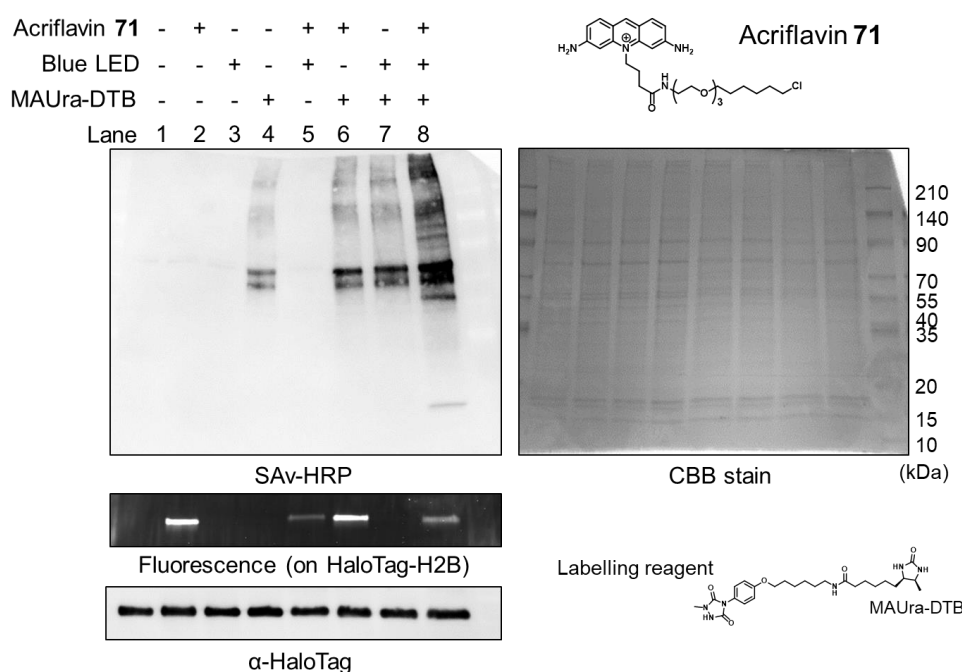 Acriflavin 71 - + - - + + - +
Blue LED - - + - + - + +
MAUra-DTB - - - + - + + +
Lane 1 2 3 4 5 6 7 8
Acriflavin 71
NH2 N+ NH2
O H N O 3 Cl
210
140
90
70
55
40
35
20
15
10
(kDa)
SAv-HRP
CBB stain
Fluorescence (on HaloTag-H2B)
α-HaloTag
Labelling reagent
MAUra-DTB
O HN NH
O N H O
O N N N HN O